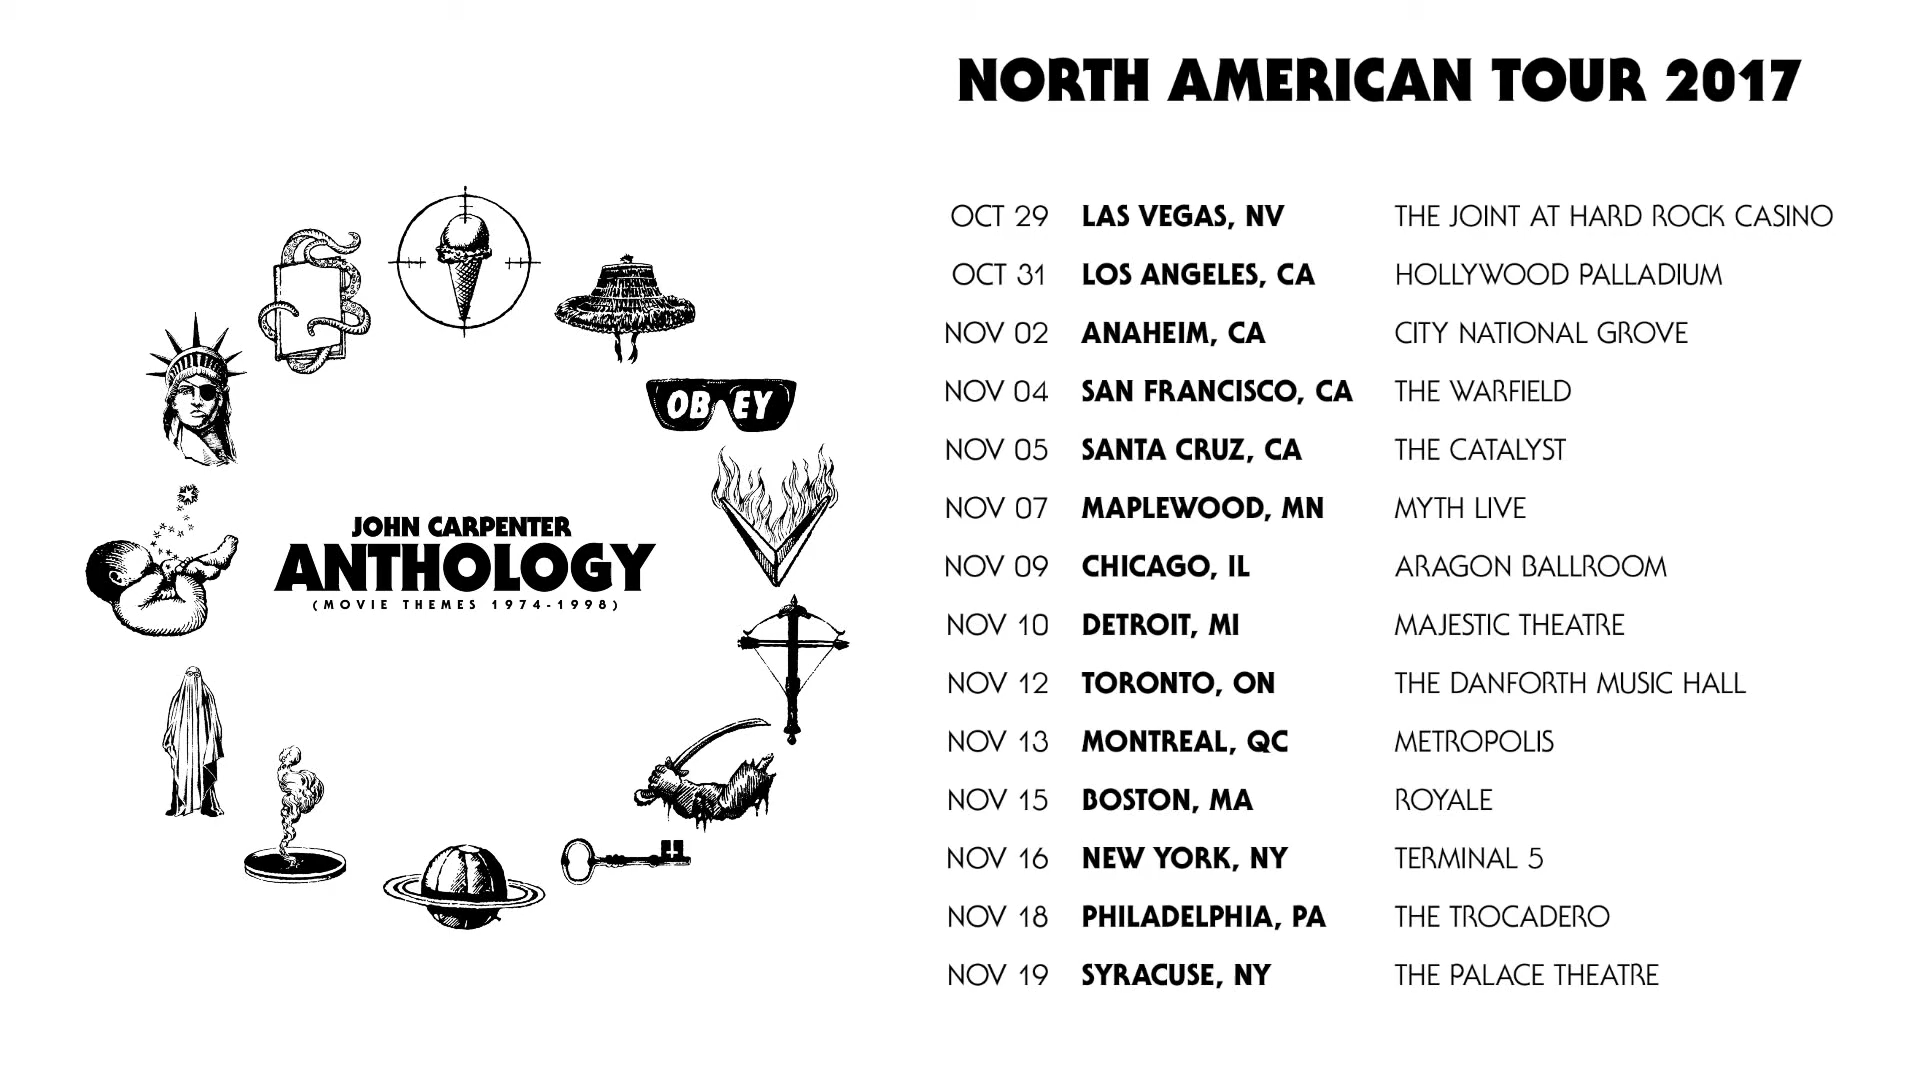 NORTH AMERICAN TOUR 2017
OBEY
JOHN CARPENTER
ANTHOLOGY
(MOVIE THEMES 1974-1998)
OCT 29 LAS VEGAS, NV THE JOINT AT HARD ROCK CASINO
OCT 31 LOS ANGELES, CA HOLLYWOOD PALLADIUM
NOV 02 ANAHEIM, CA CITY NATIONAL GROVE
NOV 04 SAN FRANCISCO, CA THE WARFIELD
NOV 05 SANTA CRUZ, CA THE CATALYST
NOV 07 MAPLEWOOD, MN MYTH LIVE
NOV 09 CHICAGO, IL ARAGON BALLROOM
NOV 10 DETROIT, MI MAJESTIC THEATRE
NOV 12 TORONTO, ON THE DANFORTH MUSIC HALL
NOV 13 MONTREAL, QC METROPOLIS
NOV 15 BOSTON, MA ROYALE
NOV 16 NEW YORK, NY TERMINAL 5
NOV 18 PHILADELPHIA, PA THE TROCADERO
NOV 19 SYRACUSE, NY THE PALACE THEATRE